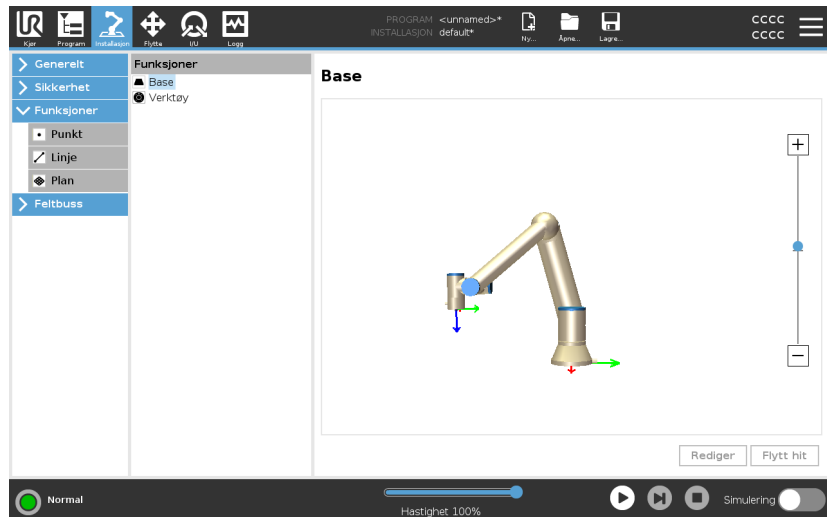 UR
Kjør
Program
Installasjon
Flytte
I/U
Logg
PROGRAM <unnamed>*
INSTALLASJON default*
Ny...
Åpne...
Lagre...
cccc
cccc
Generelt
Sikkerhet
Funksjoner
Punkt
Linje
Plan
Feltbuss
Funksjoner
Base
Verktøy
Base
Rediger
Flytt hit
Normal
Hastighet 100%
Simulering